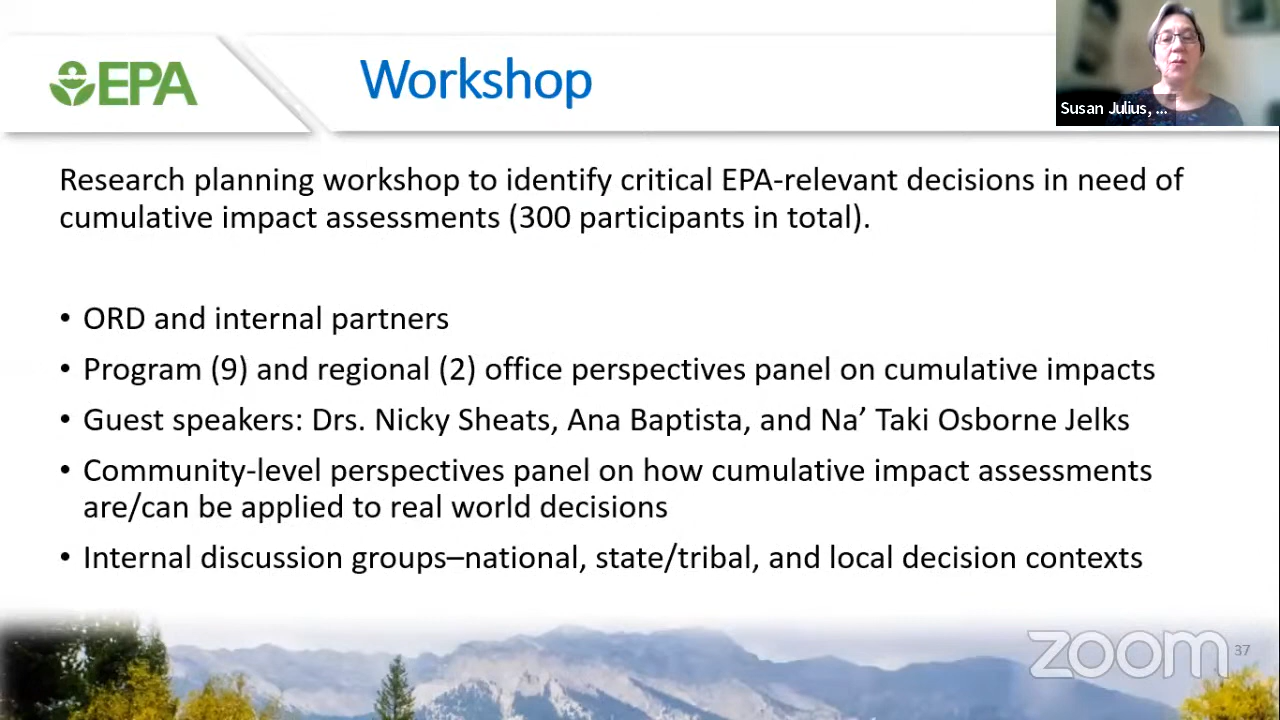 EPA
Workshop
Susan Julius, ...
Research planning workshop to identify critical EPA-relevant decisions in need of
cumulative impact assessments (300 participants in total).
• ORD and internal partners
• Program (9) and regional (2) office perspectives panel on cumulative impacts
• Guest speakers: Drs. Nicky Sheats, Ana Baptista, and Na’ Taki Osborne Jelks
• Community-level perspectives panel on how cumulative impact assessments
are/can be applied to real world decisions
• Internal discussion groups–national, state/tribal, and local decision contexts
zoom
37